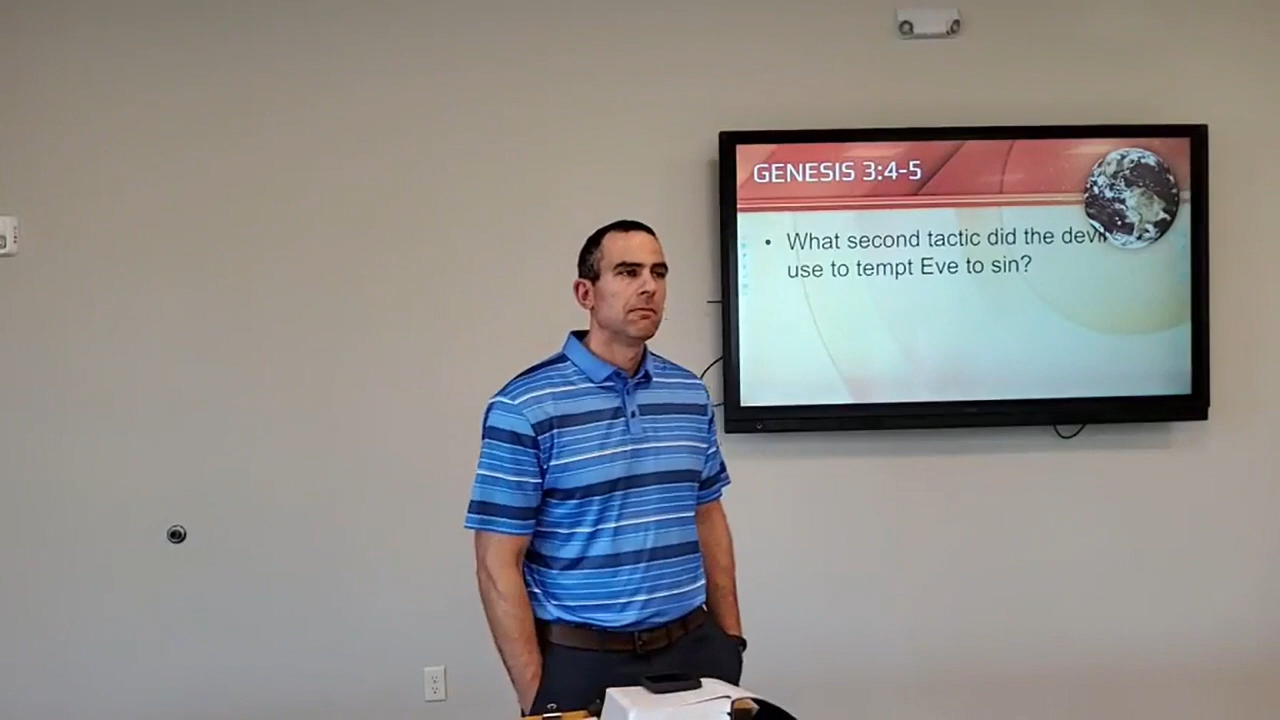 GENESIS 3:4-5
• What second tactic did the devil
use to tempt Eve to sin?